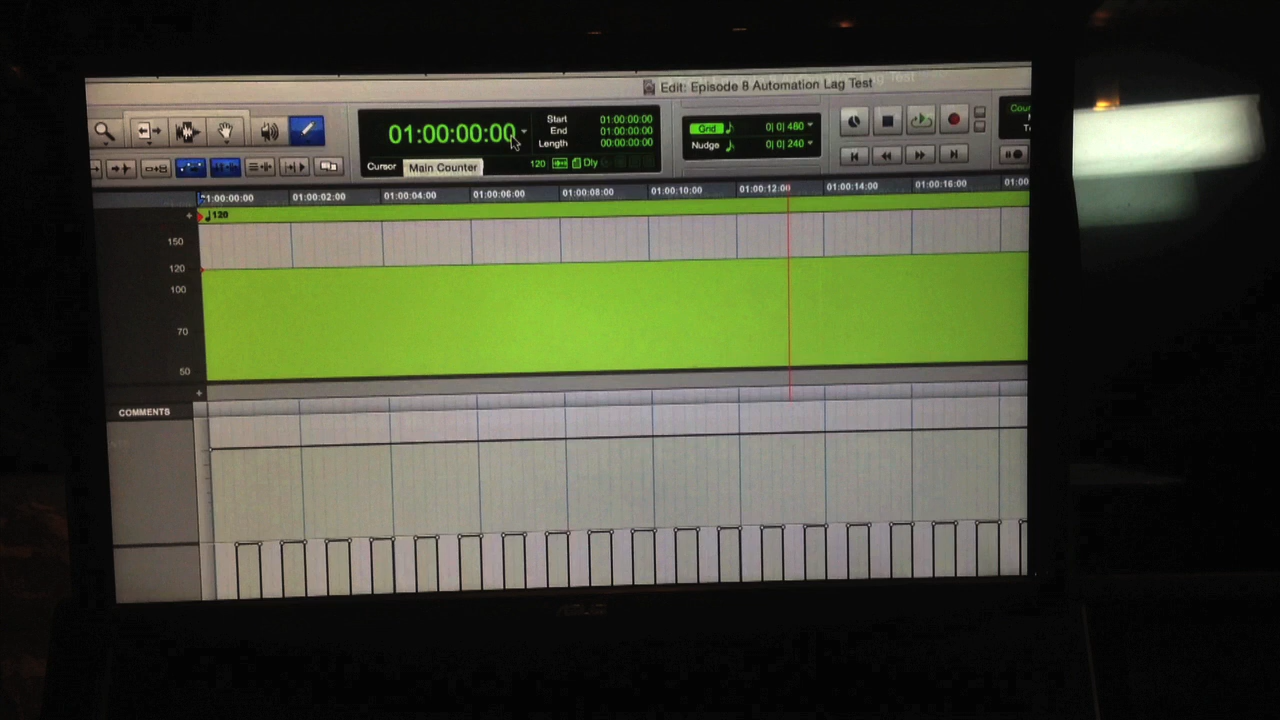 Edit: Episode 8 Automation Lag Test
01:00:00:00
Start 01:00:00:00
End 01:00:00:00
Length 00:00:00:00
Cursor
Main Counter
120
Dly
Grid 0| 0| 480
Nudge 0| 0| 240
Cou
1:00:00:00 01:00:02:00 01:00:04:00 01:00:06:00 01:00:08:00 01:00:10:00 01:00:12:00 01:00:14:00 01:00:16:00 01:00
120
150
120
100
70
50
COMMENTS
ASUS